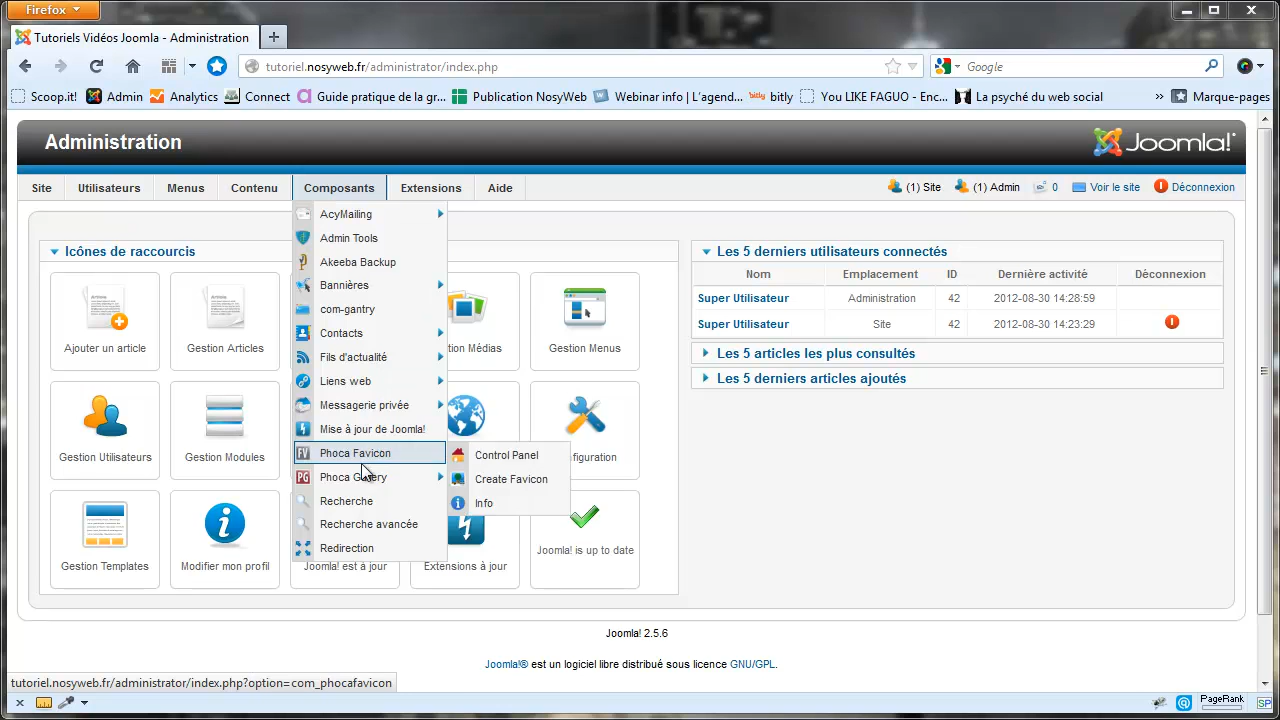 Firefox
Tutoriels Vidéos Joomla - Administration
tutoriel.nosyweb.fr/administrator/index.php
Google
Scoop.it! Admin Analytics Connect Guide pratique de la gr... Publication NosyWeb Webinar info | L'agend... bitly You LIKE FAGUO - Enc... La psyché du web social » Marque-pages
Administration
Joomla!
Site Utilisateurs Menus Contenu Composants Extensions Aide
(1) Site (1) Admin 0 Voir le site Déconnexion
Icônes de raccourcis
Ajouter un article
Gestion Articles
Gestion Menus
Gestion Utilisateurs
Gestion Modules
Gestion Templates
Modifier mon profil
Joomla! est à jour
Extensions à jour
Joomla! is up to date
AcyMailing
Admin Tools
Akeeba Backup
Bannières
com-gantry
Contacts
Fils d'actualité
Liens web
Messagerie privée
Mise à jour de Joomla!
Phoca Favicon
Phoca
Recherche
Recherche avancée
Redirection
Control Panel
Create Favicon
Info
Les 5 derniers utilisateurs connectés
Nom Emplacement ID Dernière activité Déconnexion
Super Utilisateur Administration 42 2012-08-30 14:28:59
Super Utilisateur Site 42 2012-08-30 14:23:29
Les 5 articles les plus consultés
Les 5 derniers articles ajoutés
Joomla! 2.5.6
Joomla!® est un logiciel libre distribué sous licence GNU/GPL.
tutoriel.nosyweb.fr/administrator/index.php?option=com_phocafavicon
PageRank
SP